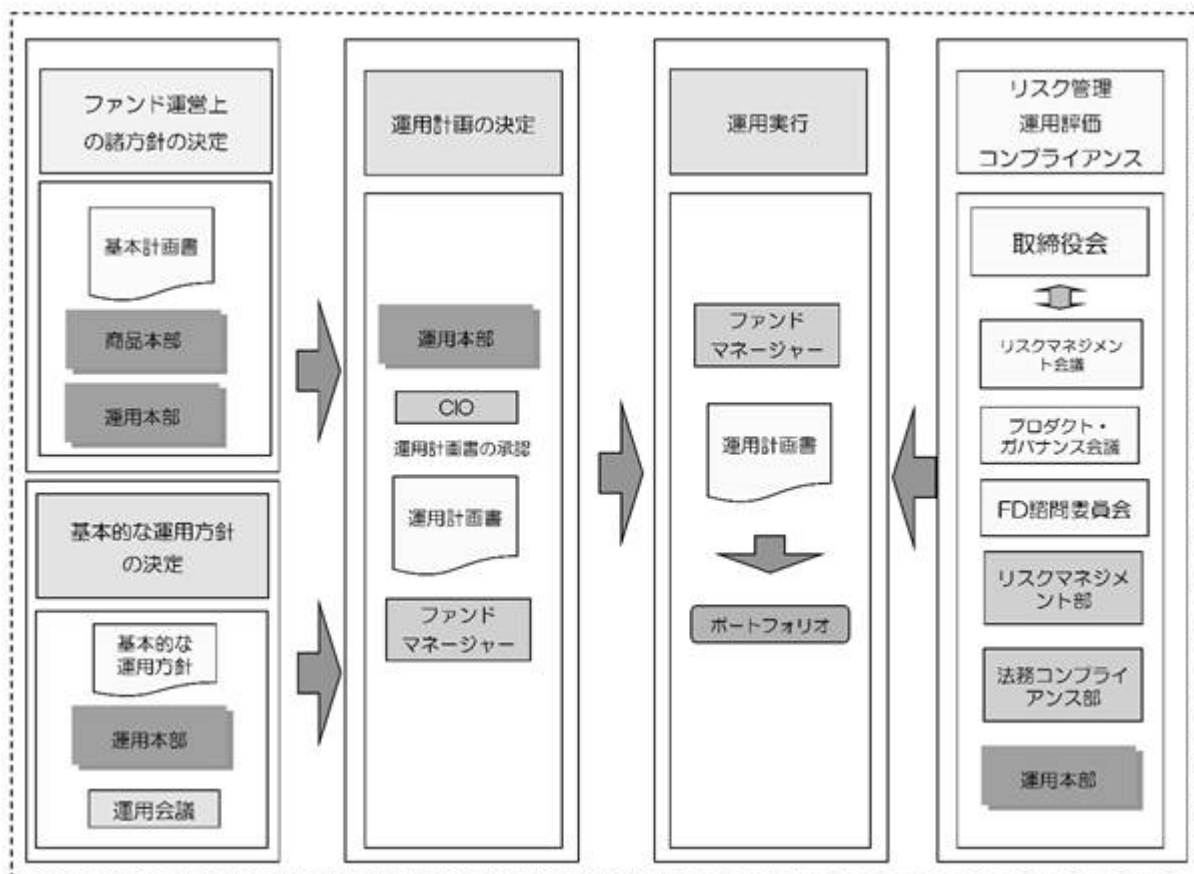 ファンド運営上
の諸方針の決定
基本計画書
商品本部
運用本部
基本的な運用方針
の決定
基本的な
運用方針
運用本部
運用会議
運用計画の決定
運用本部
CIO
運用計画書の承認
運用計画書
ファンド
マネージャー
運用実行
ファンド
マネージャー
運用計画書
ポートフォリオ
リスク管理
運用評価
コンプライアンス
取締役会
リスクマネジメン
ト会議
プロダクト・
ガバナンス会議
FD諮問委員会
リスクマネジメ
ント部
法務コンプライ
アンス部
運用本部